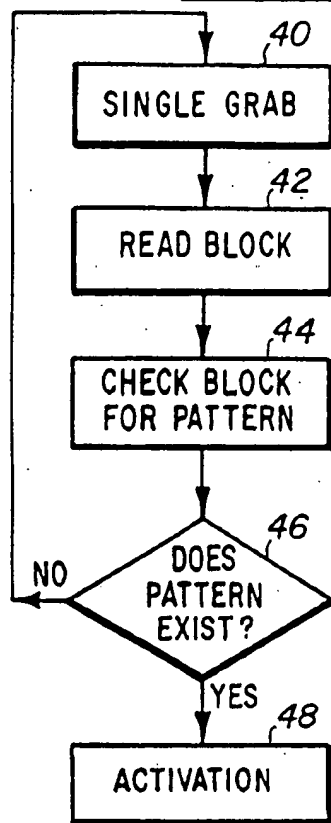 40
SINGLE GRAB
42
READ BLOCK
44
CHECK BLOCK
FOR PATTERN
46
DOES
PATTERN
EXIST?
NO
YES
48
ACTIVATION